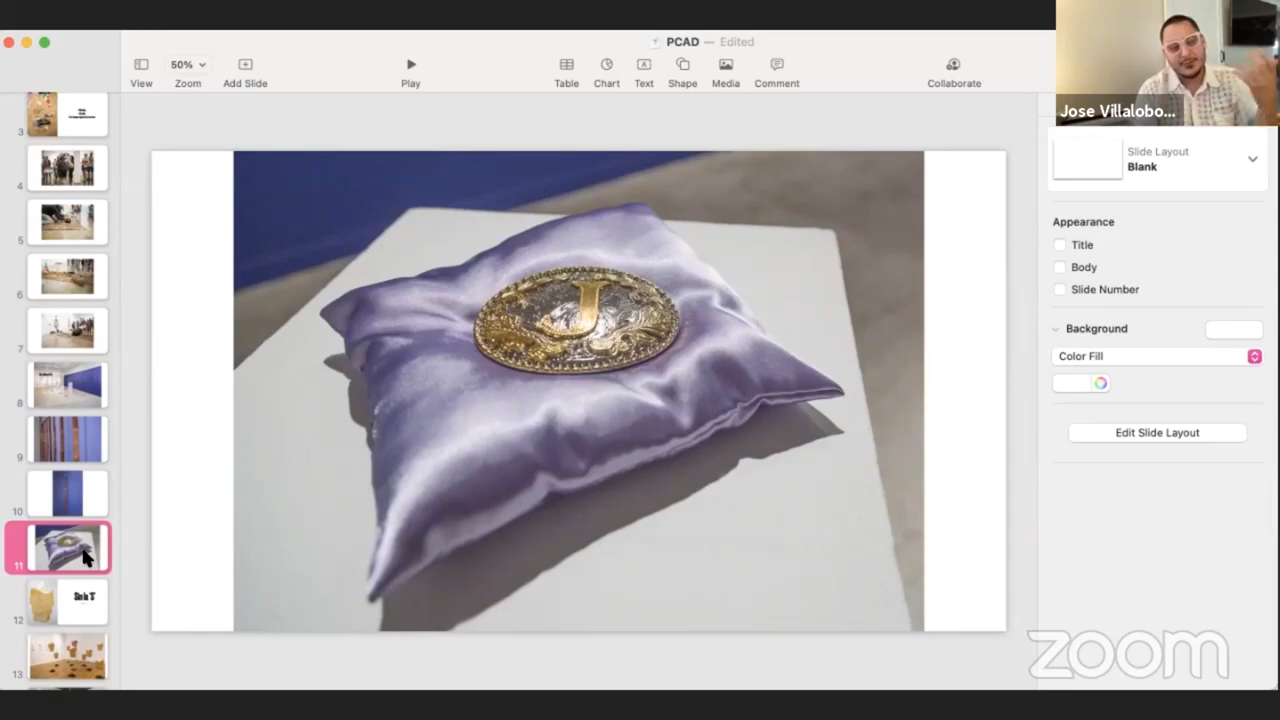 PCAD — Edited
50%
View
Zoom
Add Slide
Play
Table
Chart
Text
Shape
Media
Comment
Collaborate
Jose Villalobo...
Slide Layout
Blank
Appearance
Title
Body
Slide Number
Background
Color Fill
Edit Slide Layout
3
4
5
6
7
8
9
10
11
12
13
J
zoom